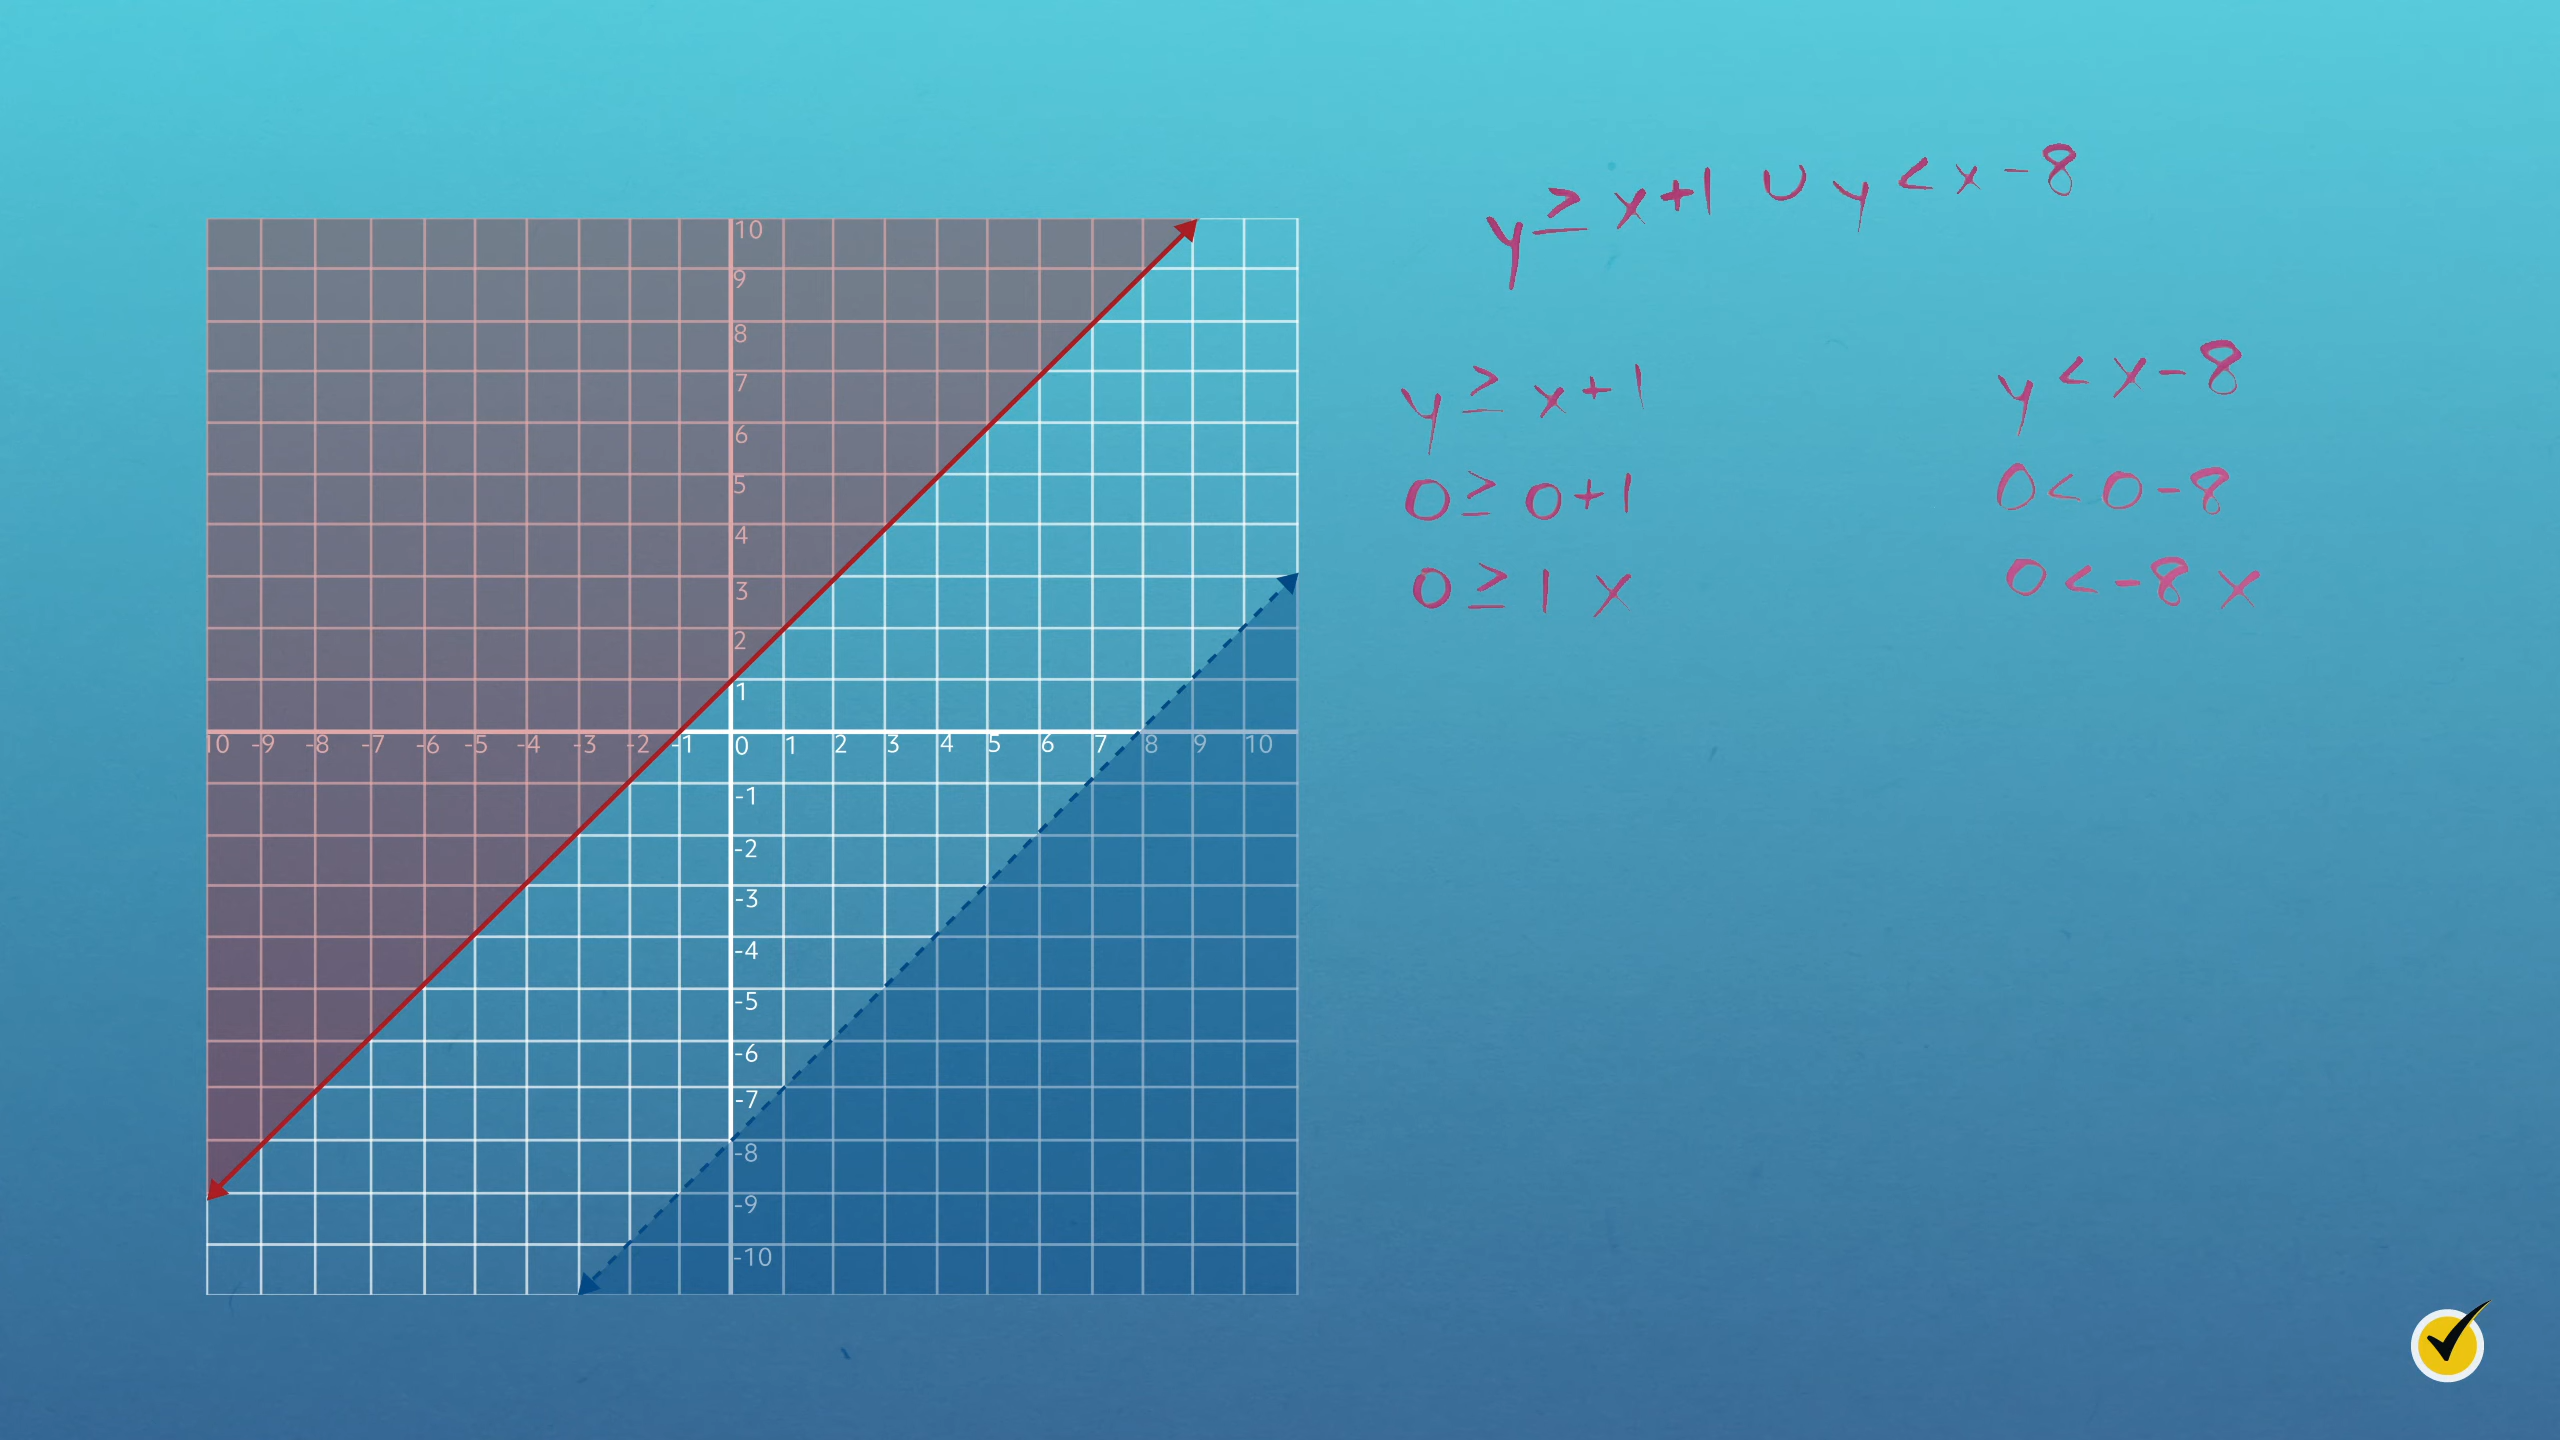 y ≥ x+1 ∪ y < x-8
y ≥ x+1
0 ≥ 0+1
0 ≥ 1 x
y < x-8
0 < 0-8
0 < -8 x
10
9
8
7
6
5
4
3
2
1
10 -9 -8 -7 -6 -5 -4 -3 -2 -1 0 1 2 3 4 5 6 7 8 9 10
-1
-2
-3
-4
-5
-6
-7
-8
-9
-10